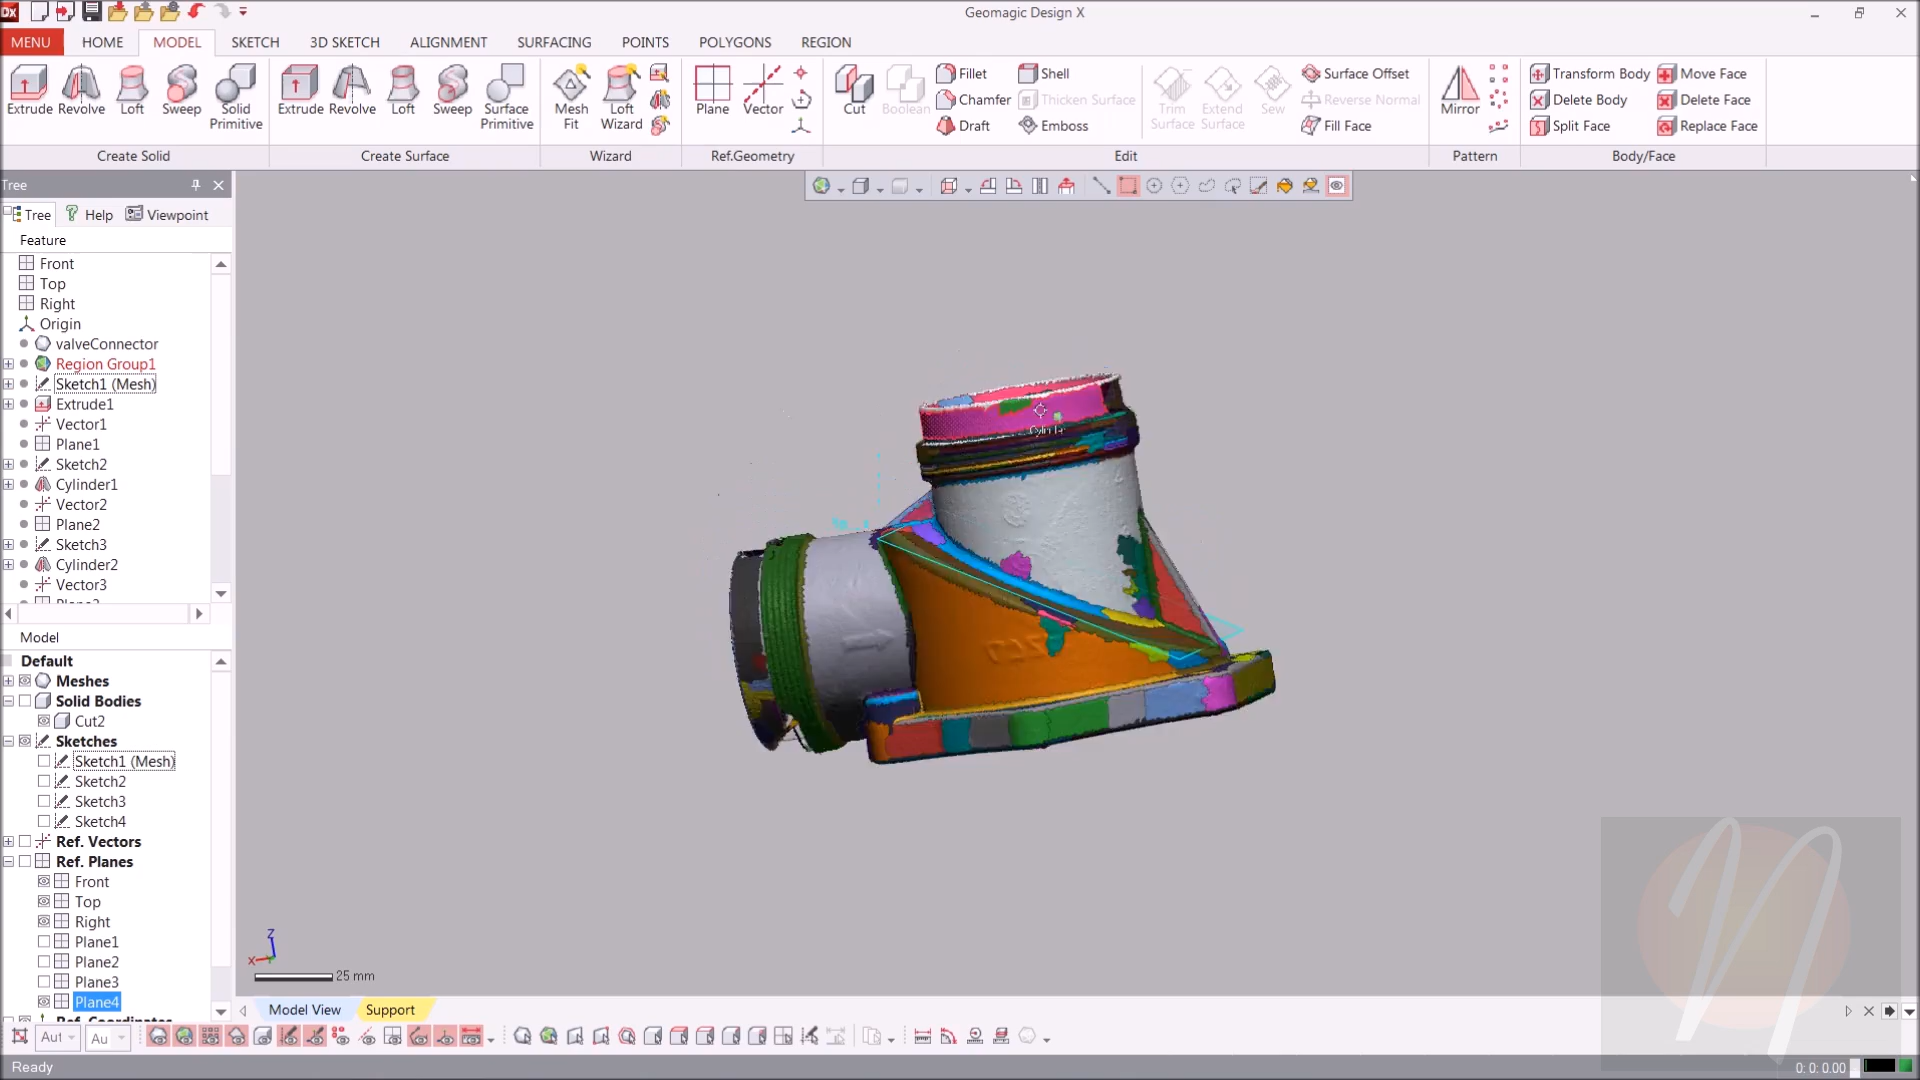 Geomagic Design X
MENU HOME MODEL SKETCH 3D SKETCH ALIGNMENT SURFACING POINTS POLYGONS REGION
Extrude Revolve Loft Sweep Solid Primitive
Create Solid
Extrude Revolve Loft Sweep Surface Primitive
Create Surface
Mesh Fit Loft Wizard
Wizard
Plane Vector
Ref.Geometry
Cut Boolean Fillet Chamfer Draft Shell Thicken Surface Emboss
Trim Surface Extend Surface Sew Surface Offset Reverse Normal Fill Face
Edit
Mirror
Pattern
Transform Body Delete Body Split Face Move Face Delete Face Replace Face
Body/Face
Tree
Tree Help Viewpoint
Feature
Front
Top
Right
Origin
valveConnector
Region Group1
Sketch1 (Mesh)
Extrude1
Vector1
Plane1
Sketch2
Cylinder1
Vector2
Plane2
Sketch3
Cylinder2
Vector3
Model
Default
Meshes
Solid Bodies
Cut2
Sketches
Sketch1 (Mesh)
Sketch2
Sketch3
Sketch4
Ref. Vectors
Ref. Planes
Front
Top
Right
Plane1
Plane2
Plane3
Plane4
Z
X
25 mm
Model View Support
Aut Au
Ready
0: 0: 0.00